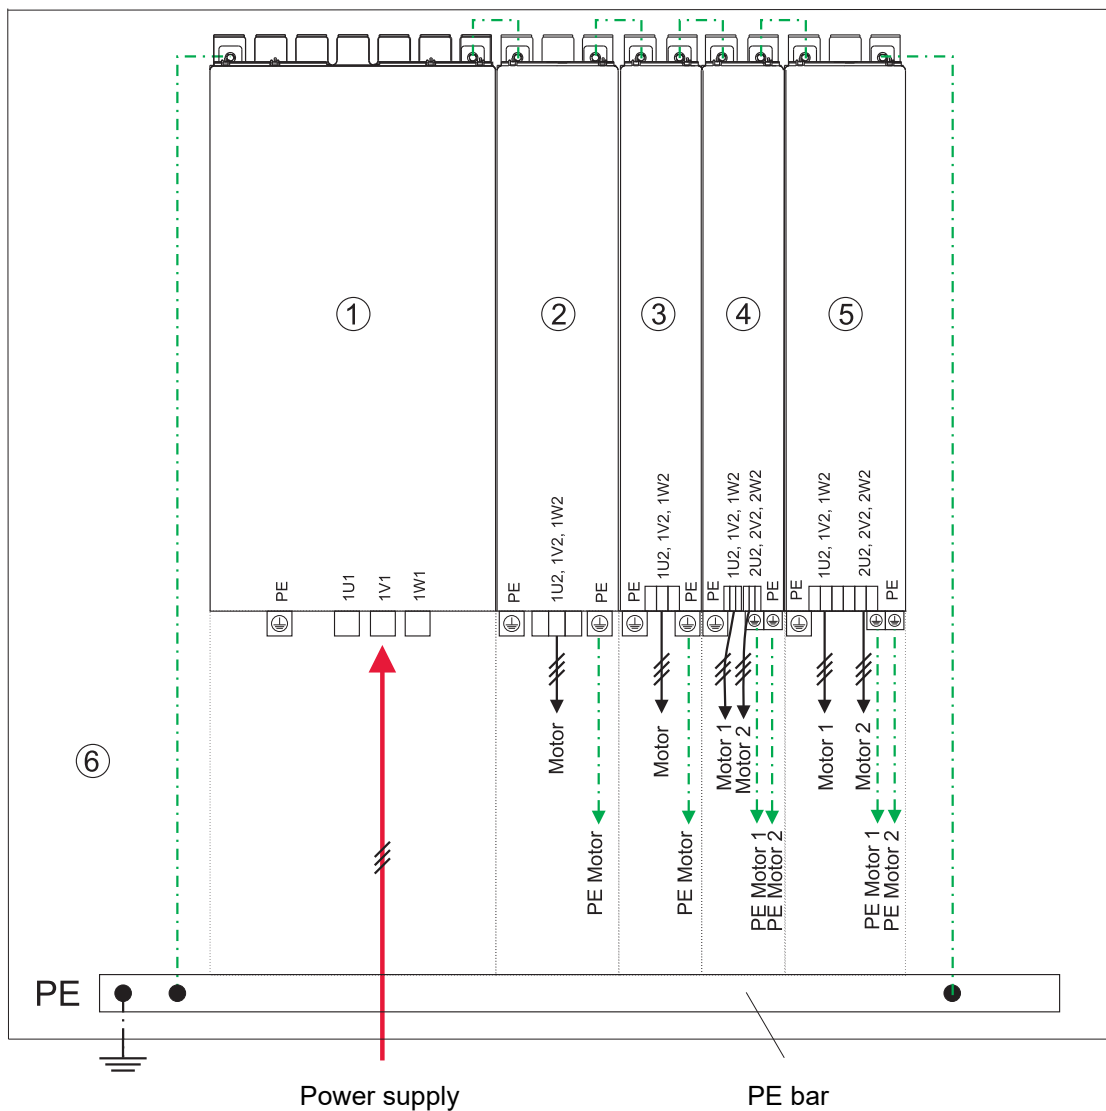 1
2
3
4
5
1U2, 1V2, 1W2
1U2, 1V2, 1W2
1U2, 1V2, 1W2
2U2, 2V2, 2W2
1U2, 1V2, 1W2
2U2, 2V2, 2W2
PE
1U1
1V1
1W1
PE
PE
PE
PE
PE
PE
PE
PE
Motor
Motor
Motor 1
Motor 2
Motor 1
Motor 2
6
PE Motor
PE Motor
PE Motor 1
PE Motor 2
PE Motor 1
PE Motor 2
PE
Power supply
PE bar